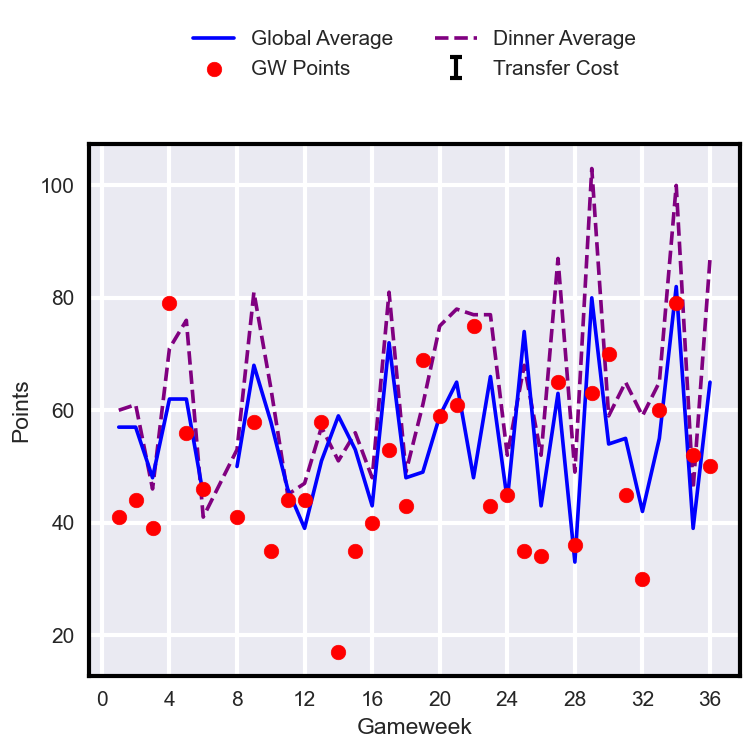 Global Average
Dinner Average
GW Points
Transfer Cost
Points
100
80
60
40
20
0 4 8 12 16 20 24 28 32 36
Gameweek